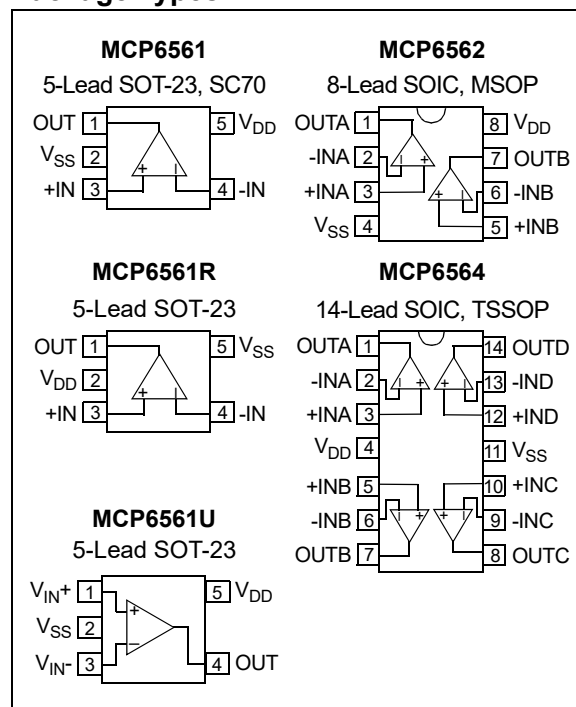 MCP6561
5-Lead SOT-23, SC70
OUT 1
5 VDD
VSS 2
+IN 3
4 -IN
+ –
MCP6561R
5-Lead SOT-23
OUT 1
5 VSS
VDD 2
+IN 3
4 -IN
+ –
MCP6561U
5-Lead SOT-23
VIN+ 1
5 VDD
+
VSS 2
–
VIN- 3
4 OUT
MCP6562
8-Lead SOIC, MSOP
OUTA 1
8 VDD
-INA 2
– +
7 OUTB
+INA 3
+ –
6 -INB
VSS 4
5 +INB
MCP6564
14-Lead SOIC, TSSOP
OUTA 1
14 OUTD
-INA 2
– +
+ –
13 -IND
+INA 3
12 +IND
VDD 4
11 VSS
+INB 5
10 +INC
-INB 6
– +
+ –
9 -INC
OUTB 7
8 OUTC